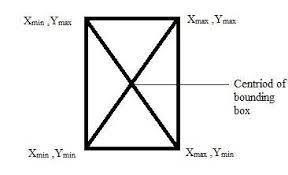 Xmin ,Ymax
Xmax ,Ymax
Centriod of
bounding
box
Xmin ,Ymin
Xmax ,Ymin